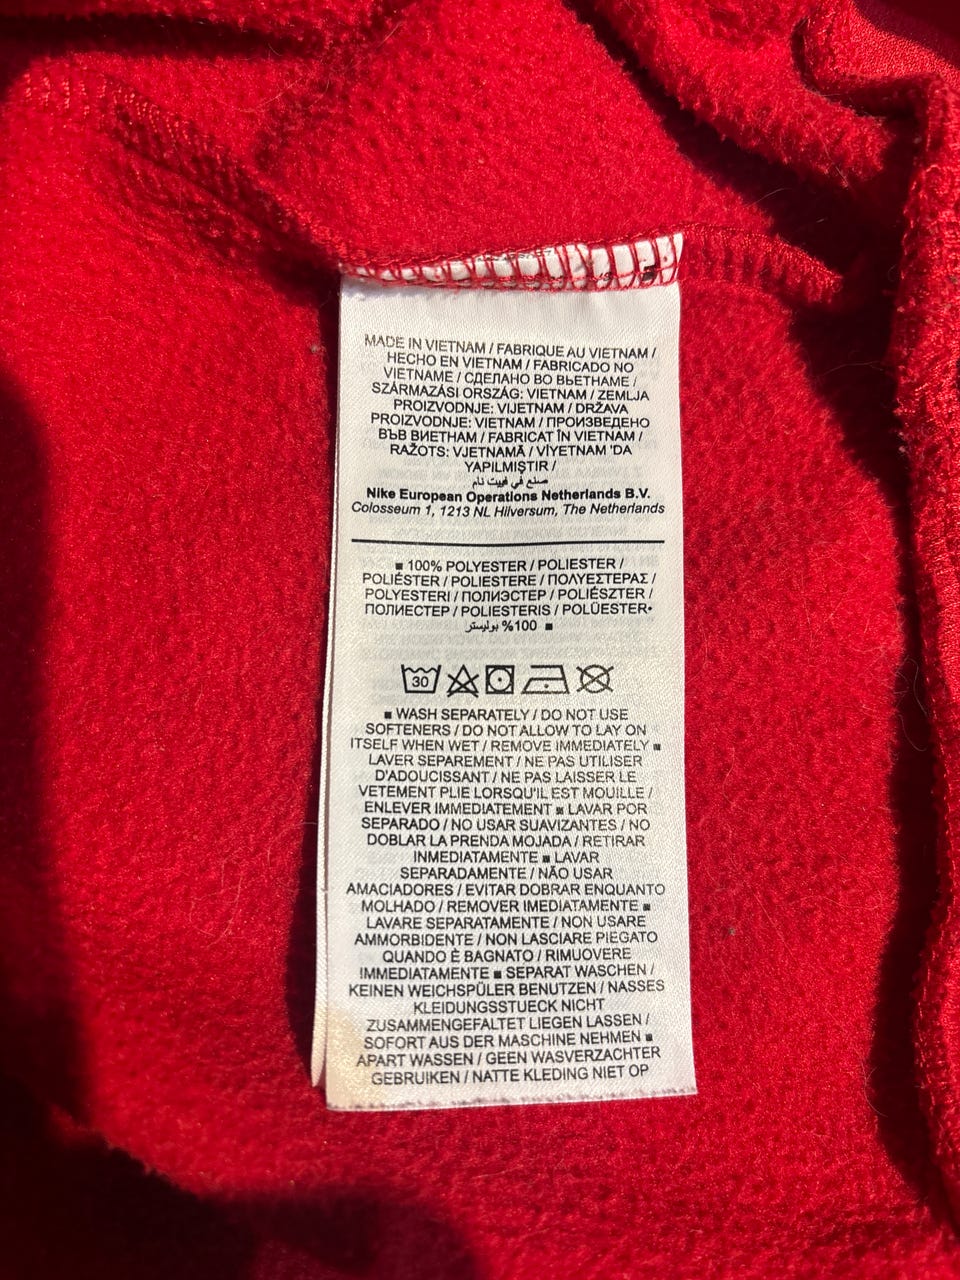 MADE IN VIETNAM / FABRIQUE AU VIETNAM /
HECHO EN VIETNAM / FABRICADO NO
VIETNAME / СДЕЛАНО ВО ВЬЕТНАМЕ /
SZÁRMAZÁSI ORSZÁG: VIETNAM / ZEMLJA
PROIZVODNJE: VIJETNAM / DRŽAVA
PROIZVODNJE: VIETNAM / ПРОИЗВЕДЕНО
ВЪВ ВИЕТНАМ / FABRICAT ÎN VIETNAM /
RAŽOTS: VJETNAMĀ / VİYETNAM 'DA
YAPILMIŞTIR /
صنع في فييت نام
Nike European Operations Netherlands B.V.
Colosseum 1, 1213 NL Hilversum, The Netherlands
■ 100% POLYESTER / POLIESTER /
POLIÉSTER / POLIESTERE / ΠΟΛΥΕΣΤΕΡΑΣ /
POLYESTERI / ПОЛИЭСТЕР / POLIÉSZTER /
ПОЛИЕСТЕР / POLIESTERIS / POLÜESTER•
100% بوليستر ■
30
■ WASH SEPARATELY / DO NOT USE
SOFTENERS / DO NOT ALLOW TO LAY ON
ITSELF WHEN WET / REMOVE IMMEDIATELY ■
LAVER SEPAREMENT / NE PAS UTILISER
D'ADOUCISSANT / NE PAS LAISSER LE
VETEMENT PLIE LORSQU'IL EST MOUILLE /
ENLEVER IMMEDIATEMENT ■ LAVAR POR
SEPARADO / NO USAR SUAVIZANTES / NO
DOBLAR LA PRENDA MOJADA / RETIRAR
INMEDIATAMENTE ■ LAVAR
SEPARADAMENTE / NÃO USAR
AMACIADORES / EVITAR DOBRAR ENQUANTO
MOLHADO / REMOVER IMEDIATAMENTE ■
LAVARE SEPARATAMENTE / NON USARE
AMMORBIDENTE / NON LASCIARE PIEGATO
QUANDO È BAGNATO / RIMUOVERE
IMMEDIATAMENTE ■ SEPARAT WASCHEN /
KEINEN WEICHSPÜLER BENUTZEN / NASSES
KLEIDUNGSSTUECK NICHT
ZUSAMMENGEFALTET LIEGEN LASSEN /
SOFORT AUS DER MASCHINE NEHMEN ■
APART WASSEN / GEEN WASVERZACHTER
GEBRUIKEN / NATTE KLEDING NIET OP